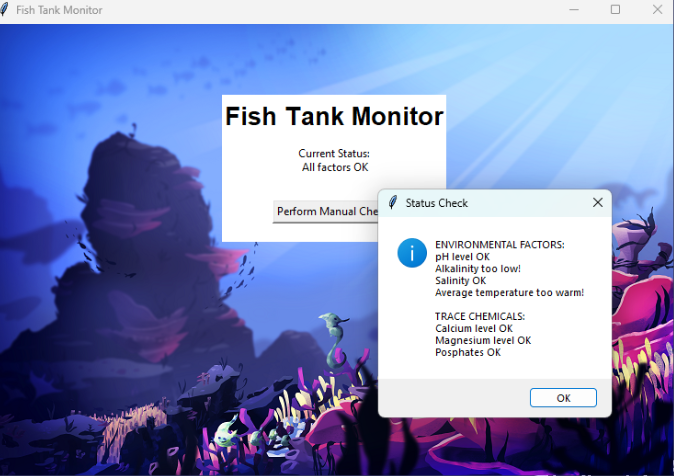 Fish Tank Monitor
Fish Tank Monitor
Current Status:
All factors OK
Perform Manual Che
Status Check
ENVIRONMENTAL FACTORS:
pH level OK
Alkalinity too low!
Salinity OK
Average temperature too warm!
TRACE CHEMICALS:
Calcium level OK
Magnesium level OK
Posphates OK
OK